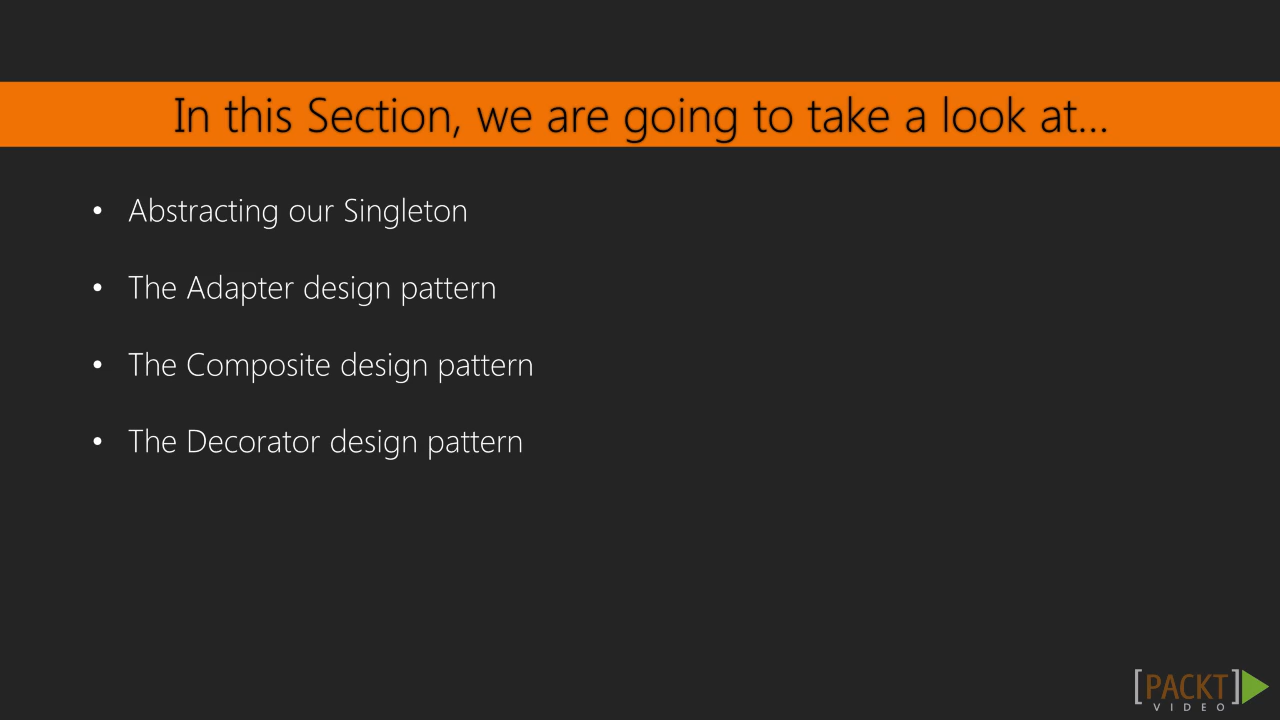 In this Section, we are going to take a look at...
• Abstracting our Singleton
• The Adapter design pattern
• The Composite design pattern
• The Decorator design pattern
[PACKT]
VIDEO